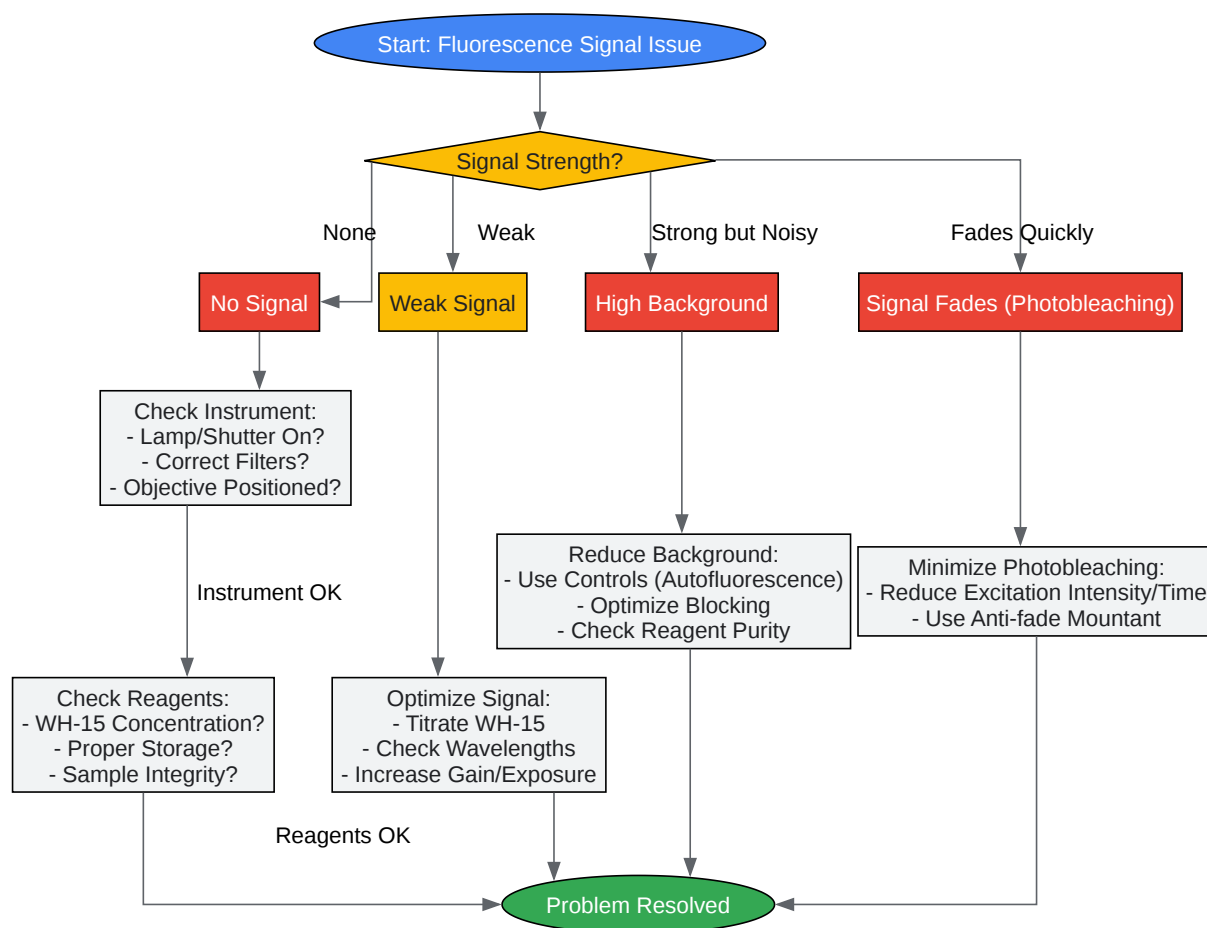 Start: Fluorescence Signal Issue
Signal Strength?
None
Weak
Strong but Noisy
Fades Quickly
No Signal
Weak Signal
High Background
Signal Fades (Photobleaching)
Check Instrument:
- Lamp/Shutter On?
- Correct Filters?
- Objective Positioned?
Instrument OK
Reduce Background:
- Use Controls (Autofluorescence)
- Optimize Blocking
- Check Reagent Purity
Minimize Photobleaching:
- Reduce Excitation Intensity/Time
- Use Anti-fade Mountant
Check Reagents:
- WH-15 Concentration?
- Proper Storage?
- Sample Integrity?
Optimize Signal:
- Titrate WH-15
- Check Wavelengths
- Increase Gain/Exposure
Reagents OK
Problem Resolved